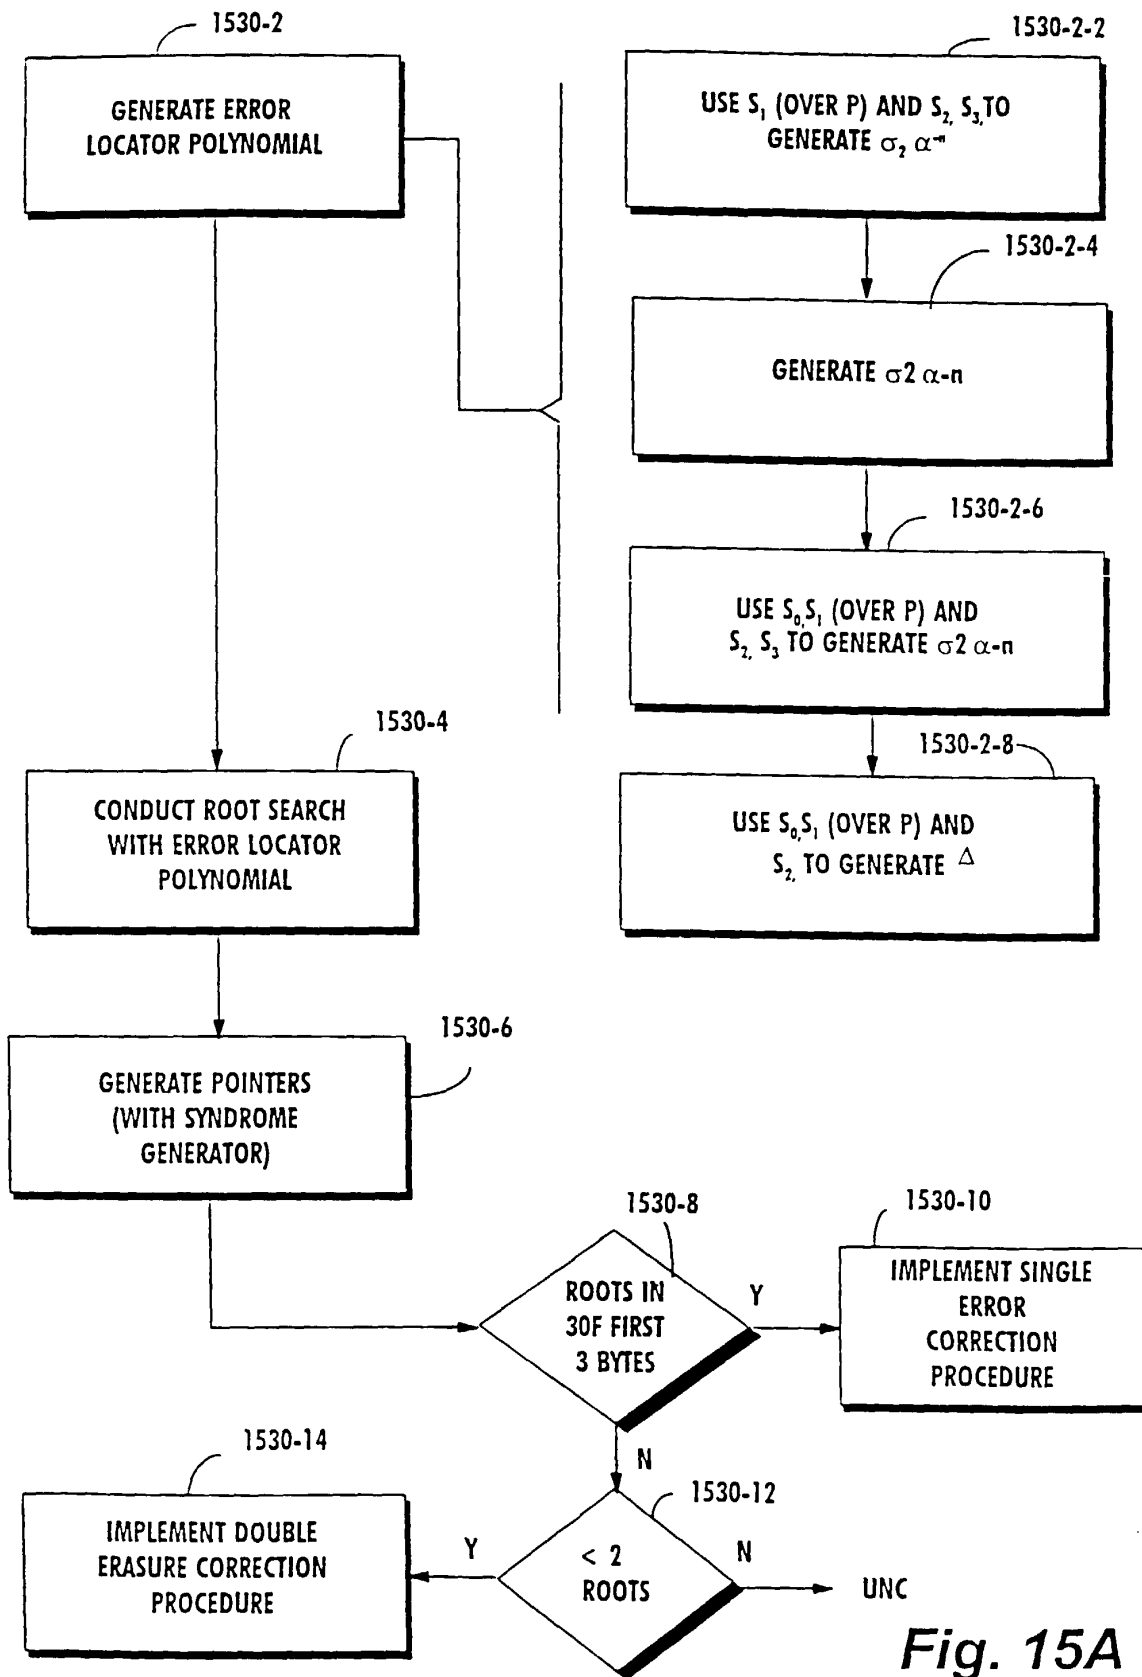 1530-2
GENERATE ERROR
LOCATOR POLYNOMIAL
1530-2-2
USE S₁ (OVER P) AND S₂, S₃, TO
GENERATE σ₂ α⁻ⁿ
1530-2-4
GENERATE σ2 α-n
1530-2-6
USE S₀,S₁ (OVER P) AND
S₂, S₃ TO GENERATE σ2 α-n
1530-2-8
USE S₀,S₁ (OVER P) AND
S₂, TO GENERATE Δ
1530-4
CONDUCT ROOT SEARCH
WITH ERROR LOCATOR
POLYNOMIAL
1530-6
GENERATE POINTERS
(WITH SYNDROME
GENERATOR)
1530-8
ROOTS IN
30F FIRST
3 BYTES
Y
N
1530-10
IMPLEMENT SINGLE
ERROR
CORRECTION
PROCEDURE
1530-12
< 2
ROOTS
Y
N
UNC
1530-14
IMPLEMENT DOUBLE
ERASURE CORRECTION
PROCEDURE
Fig. 15A